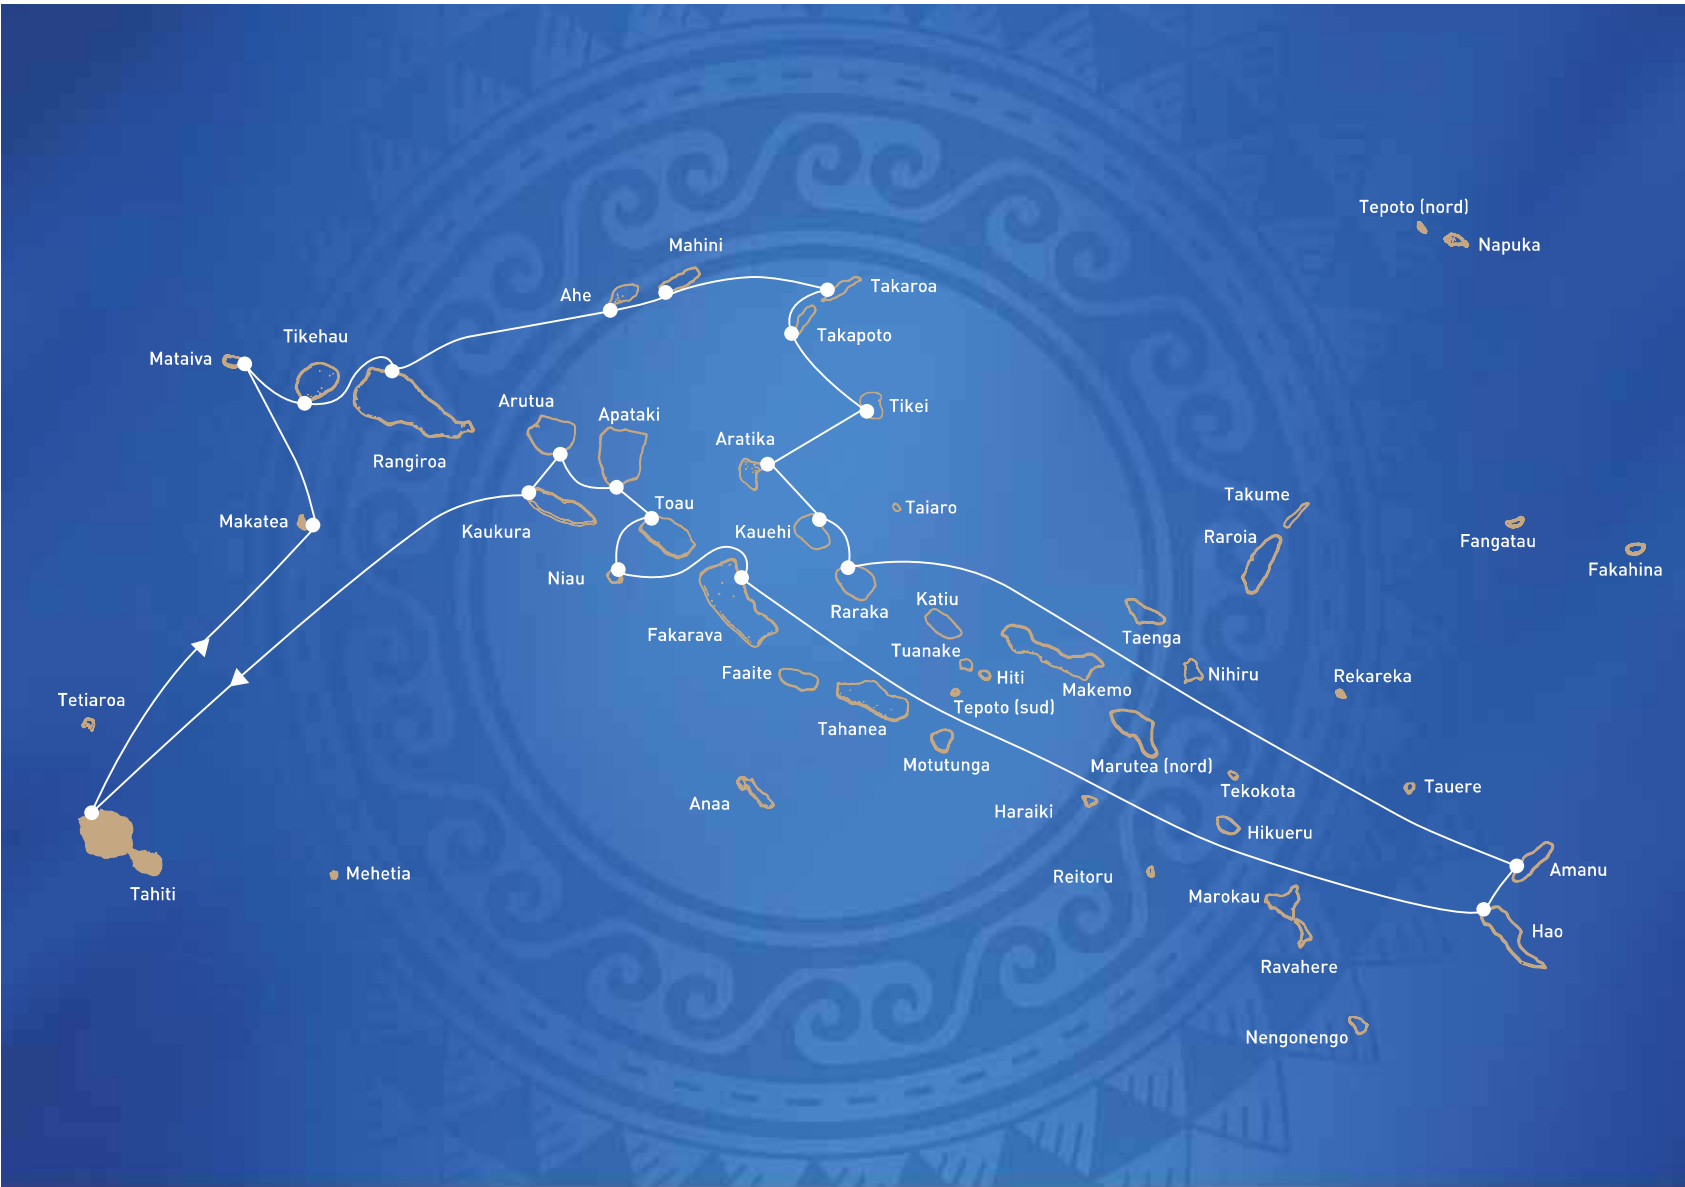 Tepoto (nord)
Napuka
Mahini
Takaroa
Ahe
Tikehau
Takapoto
Mataiva
Arutua
Apataki
Tikei
Aratika
Rangiroa
Takume
Taiaro
Toau
Makatea
Kaukura
Kauehi
Raroia
Fangatau
Fakahina
Niau
Katiu
Raraka
Fakarava
Taenga
Tuanake
Faaite
Hiti
Nihiru
Rekareka
Makemo
Tetiaroa
Tepoto (sud)
Tahanea
Motutunga
Marutea (nord)
Tekokota
Tauere
Anaa
Haraiki
Hikueru
Mehetia
Reitoru
Amanu
Tahiti
Marokau
Hao
Ravahere
Nengonengo